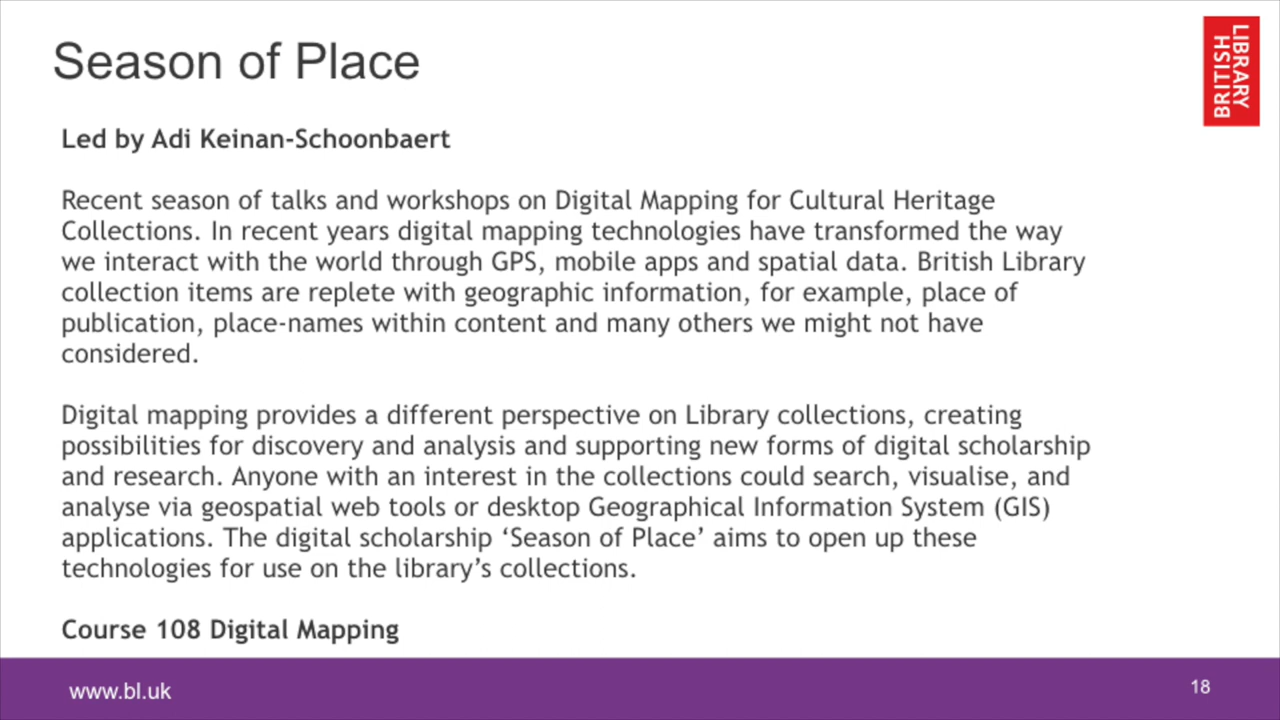 Season of Place
BRITISH
LIBRARY
Led by Adi Keinan-Schoonbaert
Recent season of talks and workshops on Digital Mapping for Cultural Heritage
Collections. In recent years digital mapping technologies have transformed the way
we interact with the world through GPS, mobile apps and spatial data. British Library
collection items are replete with geographic information, for example, place of
publication, place-names within content and many others we might not have
considered.
Digital mapping provides a different perspective on Library collections, creating
possibilities for discovery and analysis and supporting new forms of digital scholarship
and research. Anyone with an interest in the collections could search, visualise, and
analyse via geospatial web tools or desktop Geographical Information System (GIS)
applications. The digital scholarship ‘Season of Place’ aims to open up these
technologies for use on the library’s collections.
Course 108 Digital Mapping
www.bl.uk
18